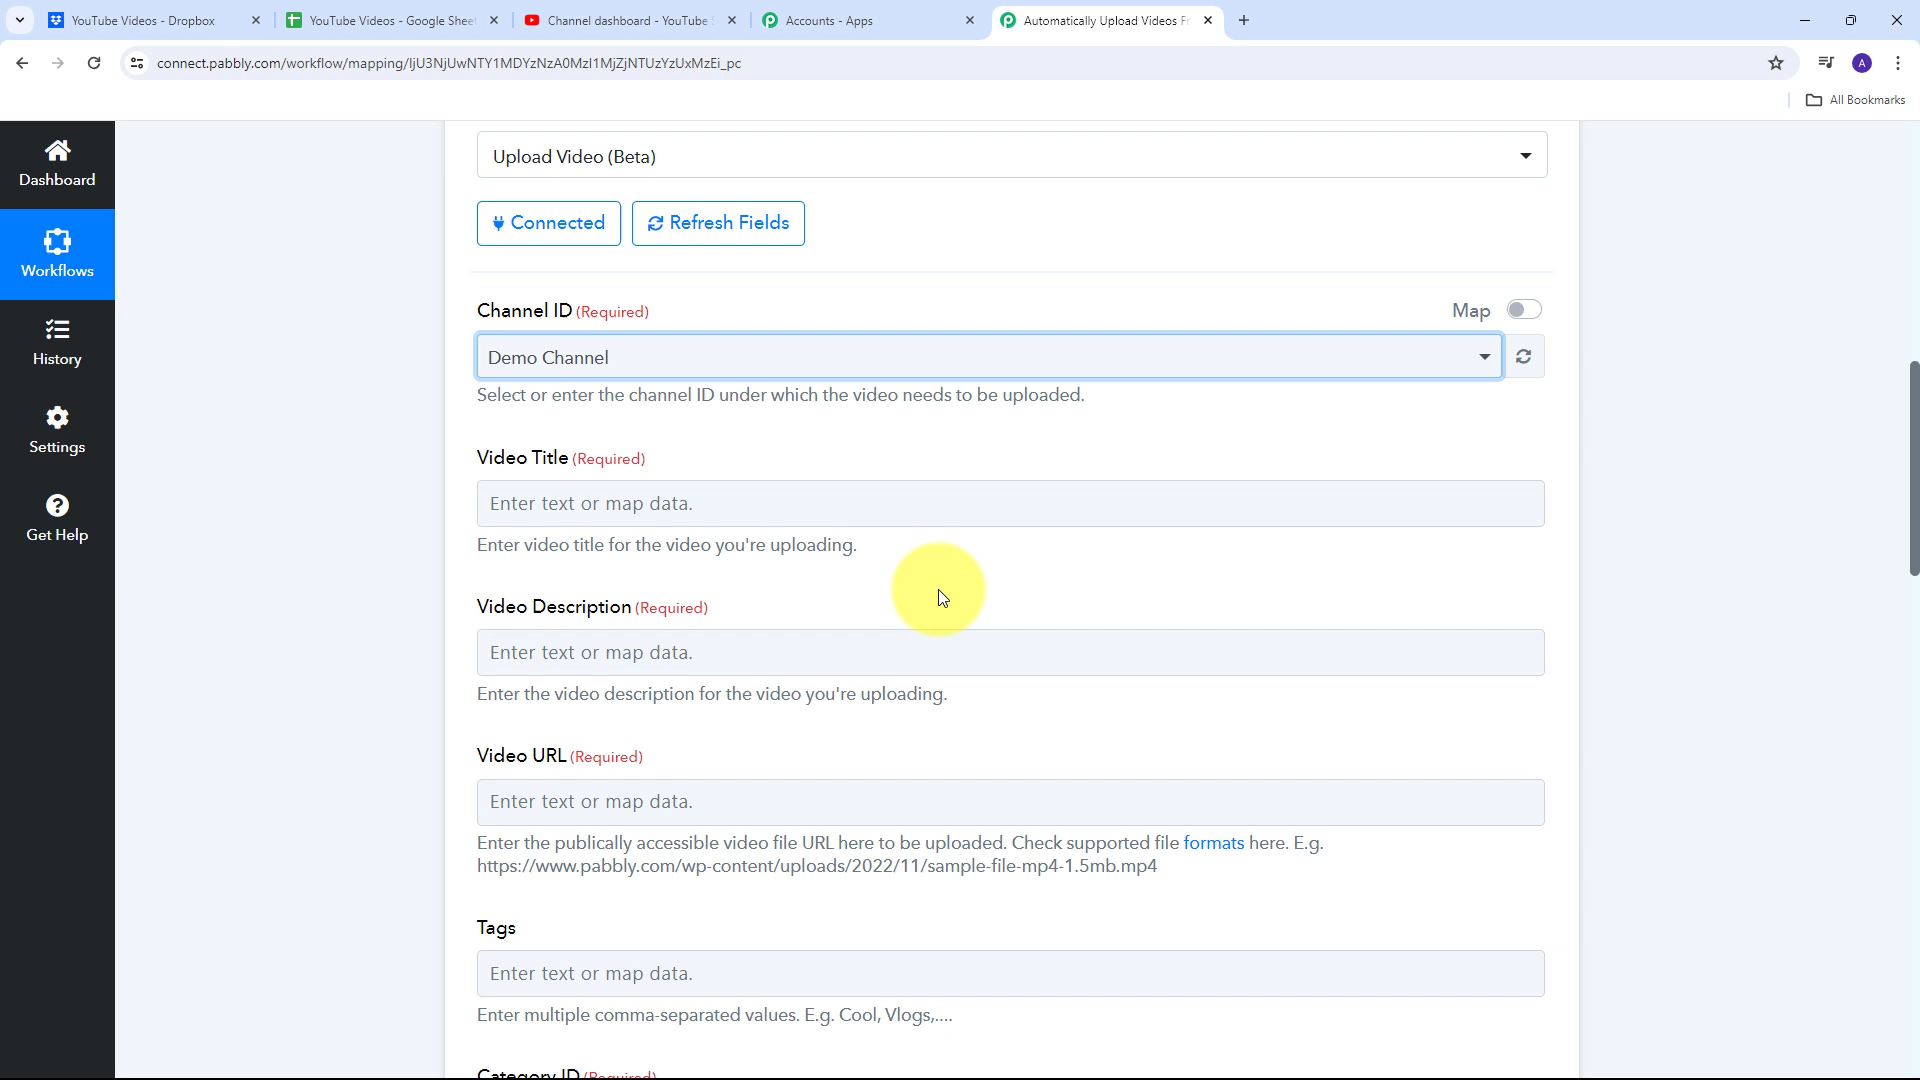 YouTube Videos - Dropbox
YouTube Videos - Google Sheet
Channel dashboard - YouTube S
Accounts - Apps
Automatically Upload Videos Fr
All Bookmarks
A
Dashboard
Workflows
History
Settings
Get Help
Upload Video (Beta)
Connected
Refresh Fields
Channel ID (Required)
Map
Demo Channel
Select or enter the channel ID under which the video needs to be uploaded.
Video Title (Required)
Enter text or map data.
Enter video title for the video you're uploading.
Video Description (Required)
Enter text or map data.
Enter the video description for the video you're uploading.
Video URL (Required)
Enter text or map data.
Enter the publically accessible video file URL here to be uploaded. Check supported file formats here. E.g.
https://www.pabbly.com/wp-content/uploads/2022/11/sample-file-mp4-1.5mb.mp4
Tags
Enter text or map data.
Enter multiple comma-separated values. E.g. Cool, Vlogs,....
Category ID (Required)